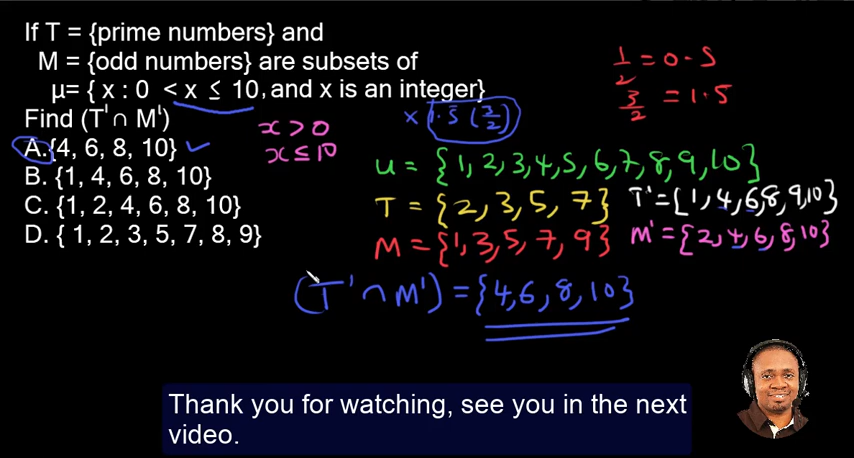 If T = {prime numbers} and
M = {odd numbers} are subsets of
μ= { x : 0 < x ≤ 10, and x is an integer}
Find (T' ∩ M')
A.{4, 6, 8, 10} ✓
B. {1, 4, 6, 8, 10}
C. {1, 2, 4, 6, 8, 10}
D. { 1, 2, 3, 5, 7, 8, 9}
x > 0
x ≤ 10
1/2 = 0.5
3/2 = 1.5
x 1.5 (3/2)
u = {1, 2, 3, 4, 5, 6, 7, 8, 9, 10}
T = {2, 3, 5, 7}
T' = {1, 4, 6, 8, 9, 10}
M = {1, 3, 5, 7, 9}
M' = {2, 4, 6, 8, 10}
(T' ∩ M') = {4, 6, 8, 10}
Thank you for watching, see you in the next
video.